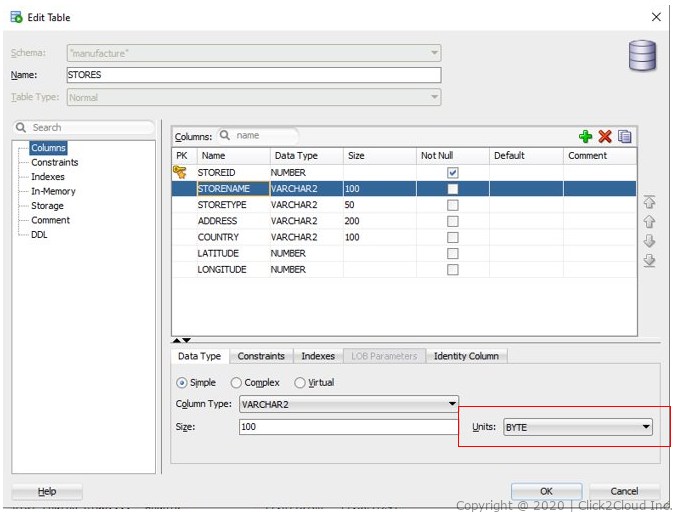 Edit Table
Schema: "manufacture"
Name: STORES
Table Type: Normal
Search
Columns
Constraints
Indexes
In-Memory
Storage
Comment
DDL
Columns: name
PK Name Data Type Size Not Null Default Comment
STOREID NUMBER
STORENAME VARCHAR2 100
STORETYPE VARCHAR2 50
ADDRESS VARCHAR2 200
COUNTRY VARCHAR2 100
LATITUDE NUMBER
LONGITUDE NUMBER
Data Type Constraints Indexes LOB Parameters Identity Column
Simple Complex Virtual
Column Type: VARCHAR2
Size: 100 Units: BYTE
Help OK Cancel
Copyright @ 2020 | Click2Cloud Inc.